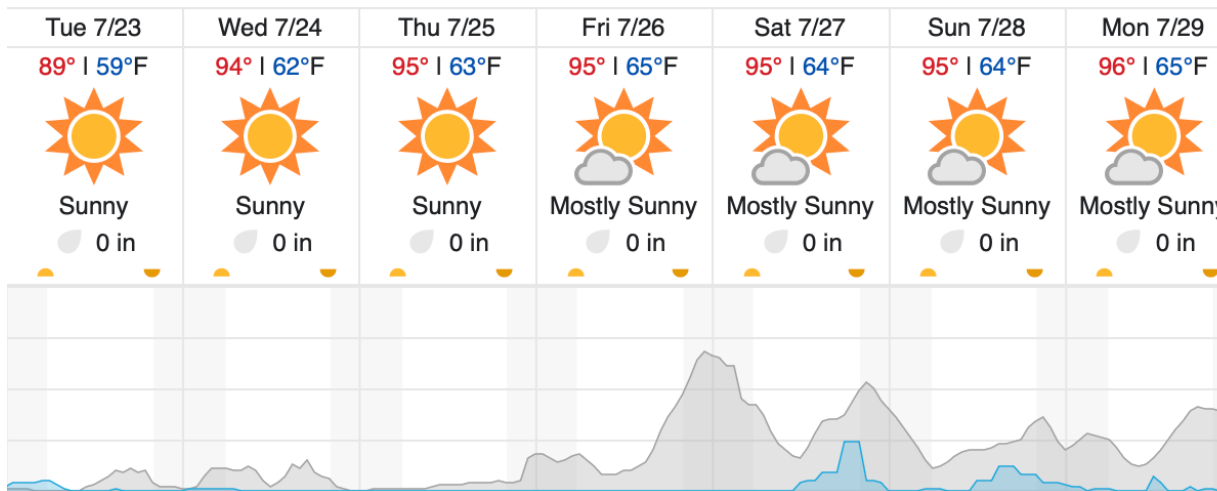 Tue 7/23 Wed 7/24 Thu 7/25 Fri 7/26 Sat 7/27 Sun 7/28 Mon 7/29
89° | 59°F 94° | 62°F 95° | 63°F 95° | 65°F 95° | 64°F 95° | 64°F 96° | 65°F
Sunny Sunny Sunny Mostly Sunny Mostly Sunny Mostly Sunny Mostly Sunny
0 in 0 in 0 in 0 in 0 in 0 in 0 in